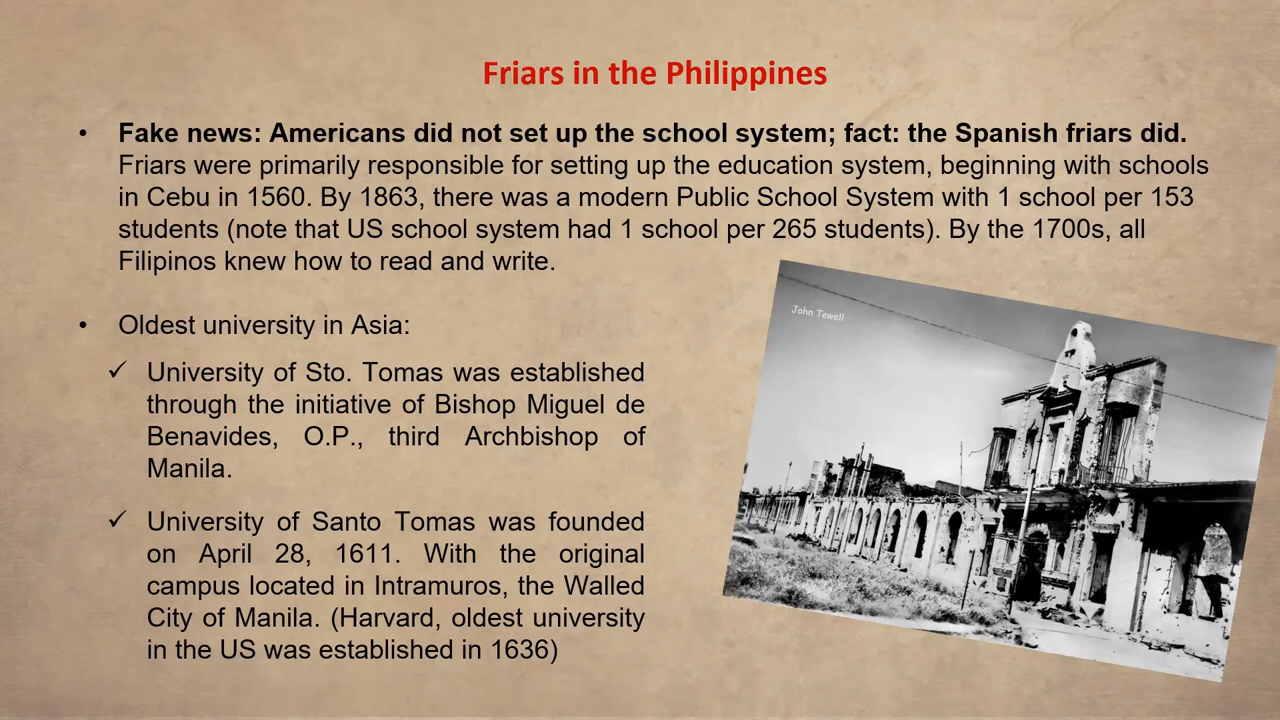 Friars in the Philippines
• Fake news: Americans did not set up the school system; fact: the Spanish friars did.
Friars were primarily responsible for setting up the education system, beginning with schools
in Cebu in 1560. By 1863, there was a modern Public School System with 1 school per 153
students (note that US school system had 1 school per 265 students). By the 1700s, all
Filipinos knew how to read and write.
• Oldest university in Asia:
✓ University of Sto. Tomas was established
through the initiative of Bishop Miguel de
Benavides, O.P., third Archbishop of
Manila.
✓ University of Santo Tomas was founded
on April 28, 1611. With the original
campus located in Intramuros, the Walled
City of Manila. (Harvard, oldest university
in the US was established in 1636)
John Tewell